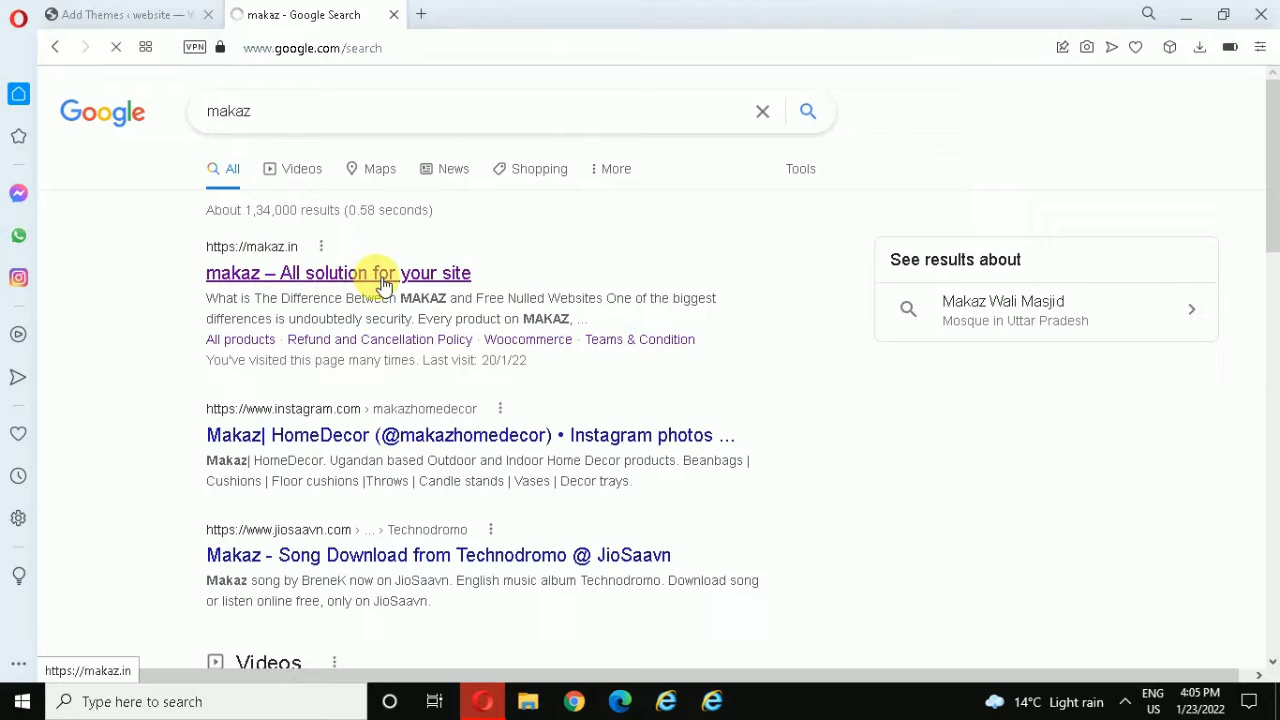 Add Themes ‹ website — W
makaz - Google Search
VPN
www.google.com/search
Google
makaz
All
Videos
Maps
News
Shopping
More
Tools
About 1,34,000 results (0.58 seconds)
https://makaz.in
makaz – All solution for your site
What is The Difference Between MAKAZ and Free Nulled Websites One of the biggest
differences is undoubtedly security. Every product on MAKAZ, ...
All products · Refund and Cancellation Policy · Woocommerce · Teams & Condition
You've visited this page many times. Last visit: 20/1/22
See results about
Makaz Wali Masjid
Mosque in Uttar Pradesh
https://www.instagram.com › makazhomedecor
Makaz| HomeDecor (@makazhomedecor) • Instagram photos ...
Makaz| HomeDecor. Ugandan based Outdoor and Indoor Home Decor products. Beanbags |
Cushions | Floor cushions |Throws | Candle stands | Vases | Decor trays.
https://www.jiosaavn.com › ... › Technodromo
Makaz - Song Download from Technodromo @ JioSaavn
Makaz song by BreneK now on JioSaavn. English music album Technodromo. Download song
or listen online free, only on JioSaavn.
Videos
https://makaz.in
Type here to search
14°C Light rain
ENG
US
4:05 PM
1/23/2022